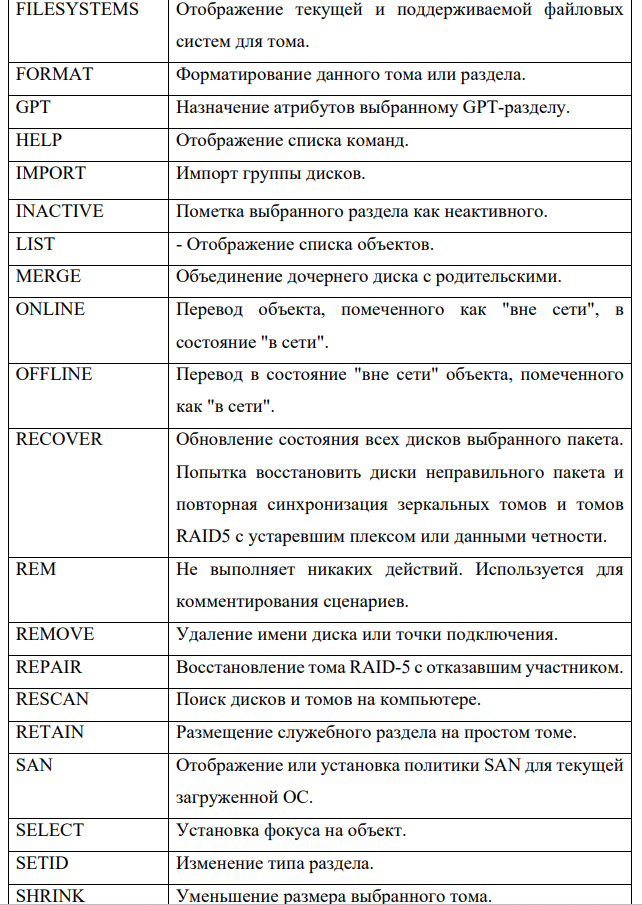 FILESYSTEMS Отображение текущей и поддерживаемой файловых
систем для тома.
FORMAT Форматирование данного тома или раздела.
GPT Назначение атрибутов выбранному GPT-разделу.
HELP Отображение списка команд.
IMPORT Импорт группы дисков.
INACTIVE Пометка выбранного раздела как неактивного.
LIST - Отображение списка объектов.
MERGE Объединение дочернего диска с родительскими.
ONLINE Перевод объекта, помеченного как "вне сети", в
состояние "в сети".
OFFLINE Перевод в состояние "вне сети" объекта, помеченного
как "в сети".
RECOVER Обновление состояния всех дисков выбранного пакета.
Попытка восстановить диски неправильного пакета и
повторная синхронизация зеркальных томов и томов
RAID5 с устаревшим плексом или данными четности.
REM Не выполняет никаких действий. Используется для
комментирования сценариев.
REMOVE Удаление имени диска или точки подключения.
REPAIR Восстановление тома RAID-5 с отказавшим участником.
RESCAN Поиск дисков и томов на компьютере.
RETAIN Размещение служебного раздела на простом томе.
SAN Отображение или установка политики SAN для текущей
загруженной ОС.
SELECT Установка фокуса на объект.
SETID Изменение типа раздела.
SHRINK Уменьшение размера выбранного тома.